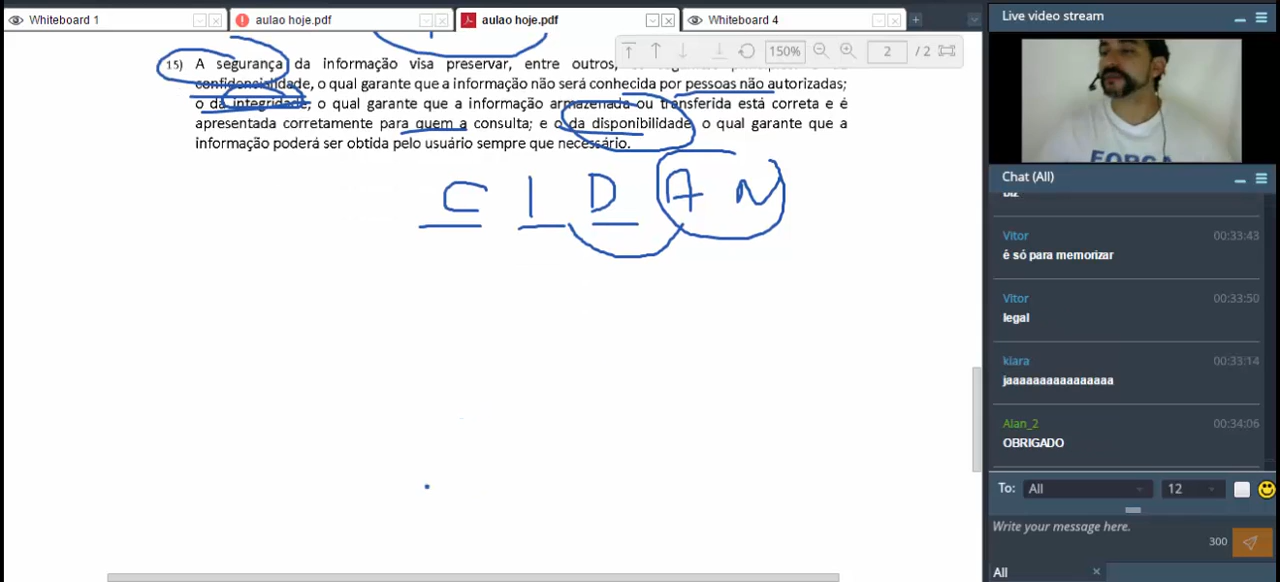 Whiteboard 1
aulao hoje.pdf
aulao hoje.pdf
Whiteboard 4
150%
2
/ 2
15) A segurança da informação visa preservar, entre outros,
confidencialidade, o qual garante que a informação não será conhecida por pessoas não autorizadas;
o da integridade, o qual garante que a informação armazenada ou transferida está correta e é
apresentada corretamente para quem a consulta; e o da disponibilidade, o qual garante que a
informação poderá ser obtida pelo usuário sempre que necessário.
C I D A N
Live video stream
FORÇA
Chat (All)
biz
Vitor 00:33:43
é só para memorizar
Vitor 00:33:50
legal
kiara 00:33:14
jaaaaaaaaaaaaaaaa
Alan_2 00:34:06
OBRIGADO
To: All 12
Write your message here.
300
All